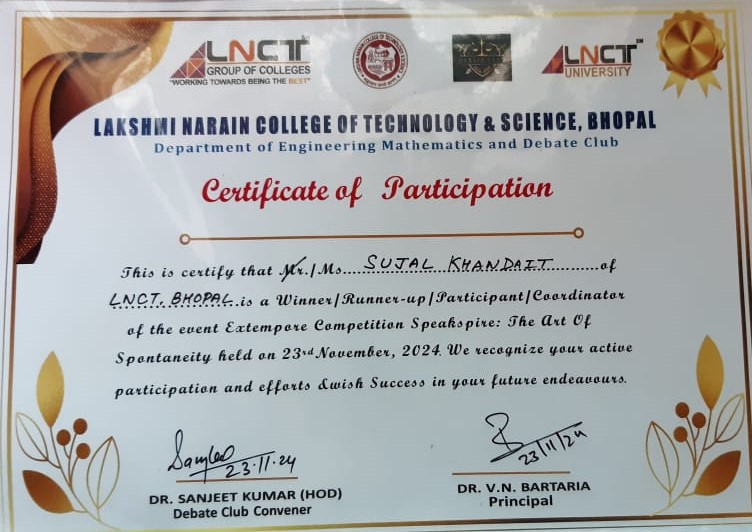 LNCT
GROUP OF COLLEGES
"WORKING TOWARDS BEING THE BEST"
LNCT
UNIVERSITY
LAKSHMI NARAIN COLLEGE OF TECHNOLOGY & SCIENCE, BHOPAL
Department of Engineering Mathematics and Debate Club
Certificate of Participation
This is certify that Mr./Ms....SUJAL KHANDAIT.......of
LNCT, BHOPAL.is a Winner/Runner-up/Participant/Coordinator
of the event Extempore Competition Speakspire: The Art Of
Spontaneity held on 23rd November, 2024. We recognize your active
participation and efforts &wish Success in your future endeavours.
23.11.24
23/11/24
DR. SANJEET KUMAR (HOD)
Debate Club Convener
DR. V.N. BARTARIA
Principal